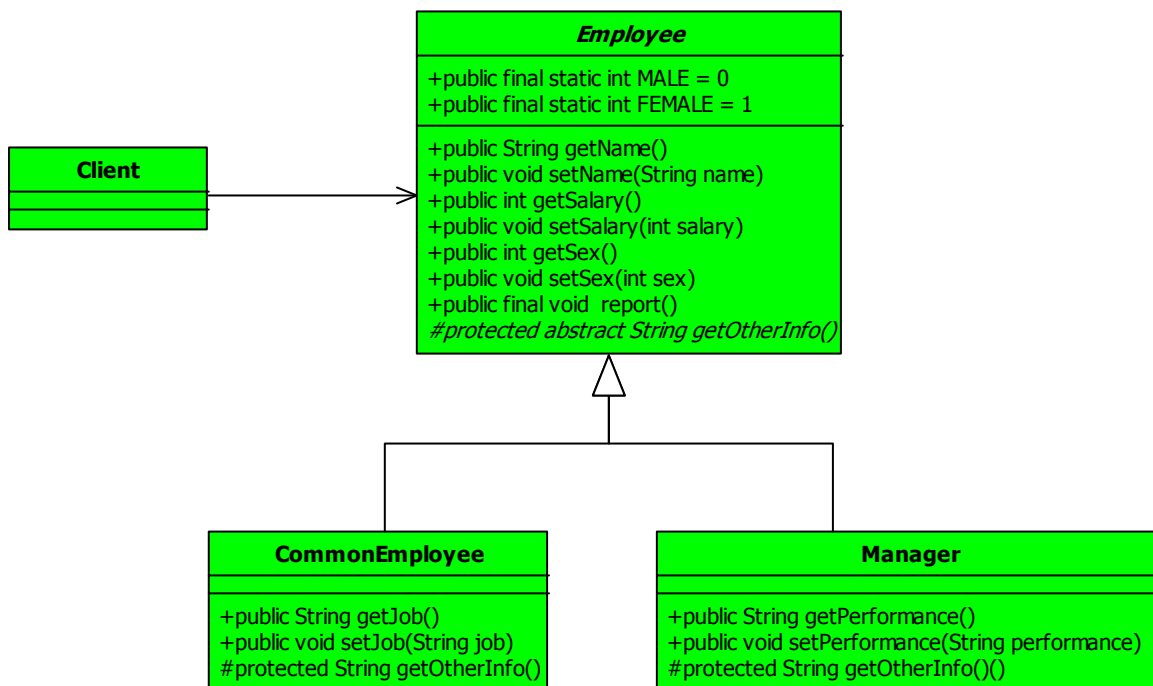 Employee
+public final static int MALE = 0
+public final static int FEMALE = 1
+public String getName()
+public void setName(String name)
+public int getSalary()
+public void setSalary(int salary)
+public int getSex()
+public void setSex(int sex)
+public final void  report()
#protected abstract String getOtherInfo()
Client
CommonEmployee
+public String getJob()
+public void setJob(String job)
#protected String getOtherInfo()
Manager
+public String getPerformance()
+public void setPerformance(String performance)
#protected String getOtherInfo()()